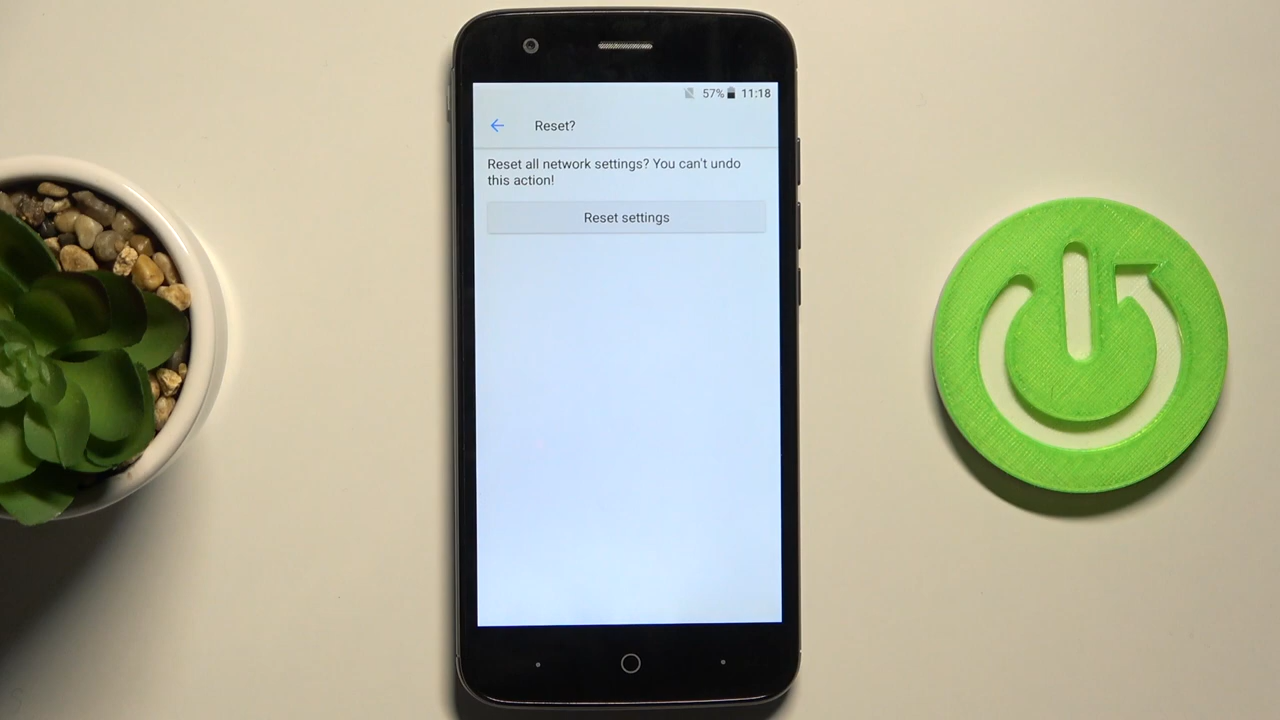 57% 11:18
Reset?
Reset all network settings? You can't undo
this action!
Reset settings